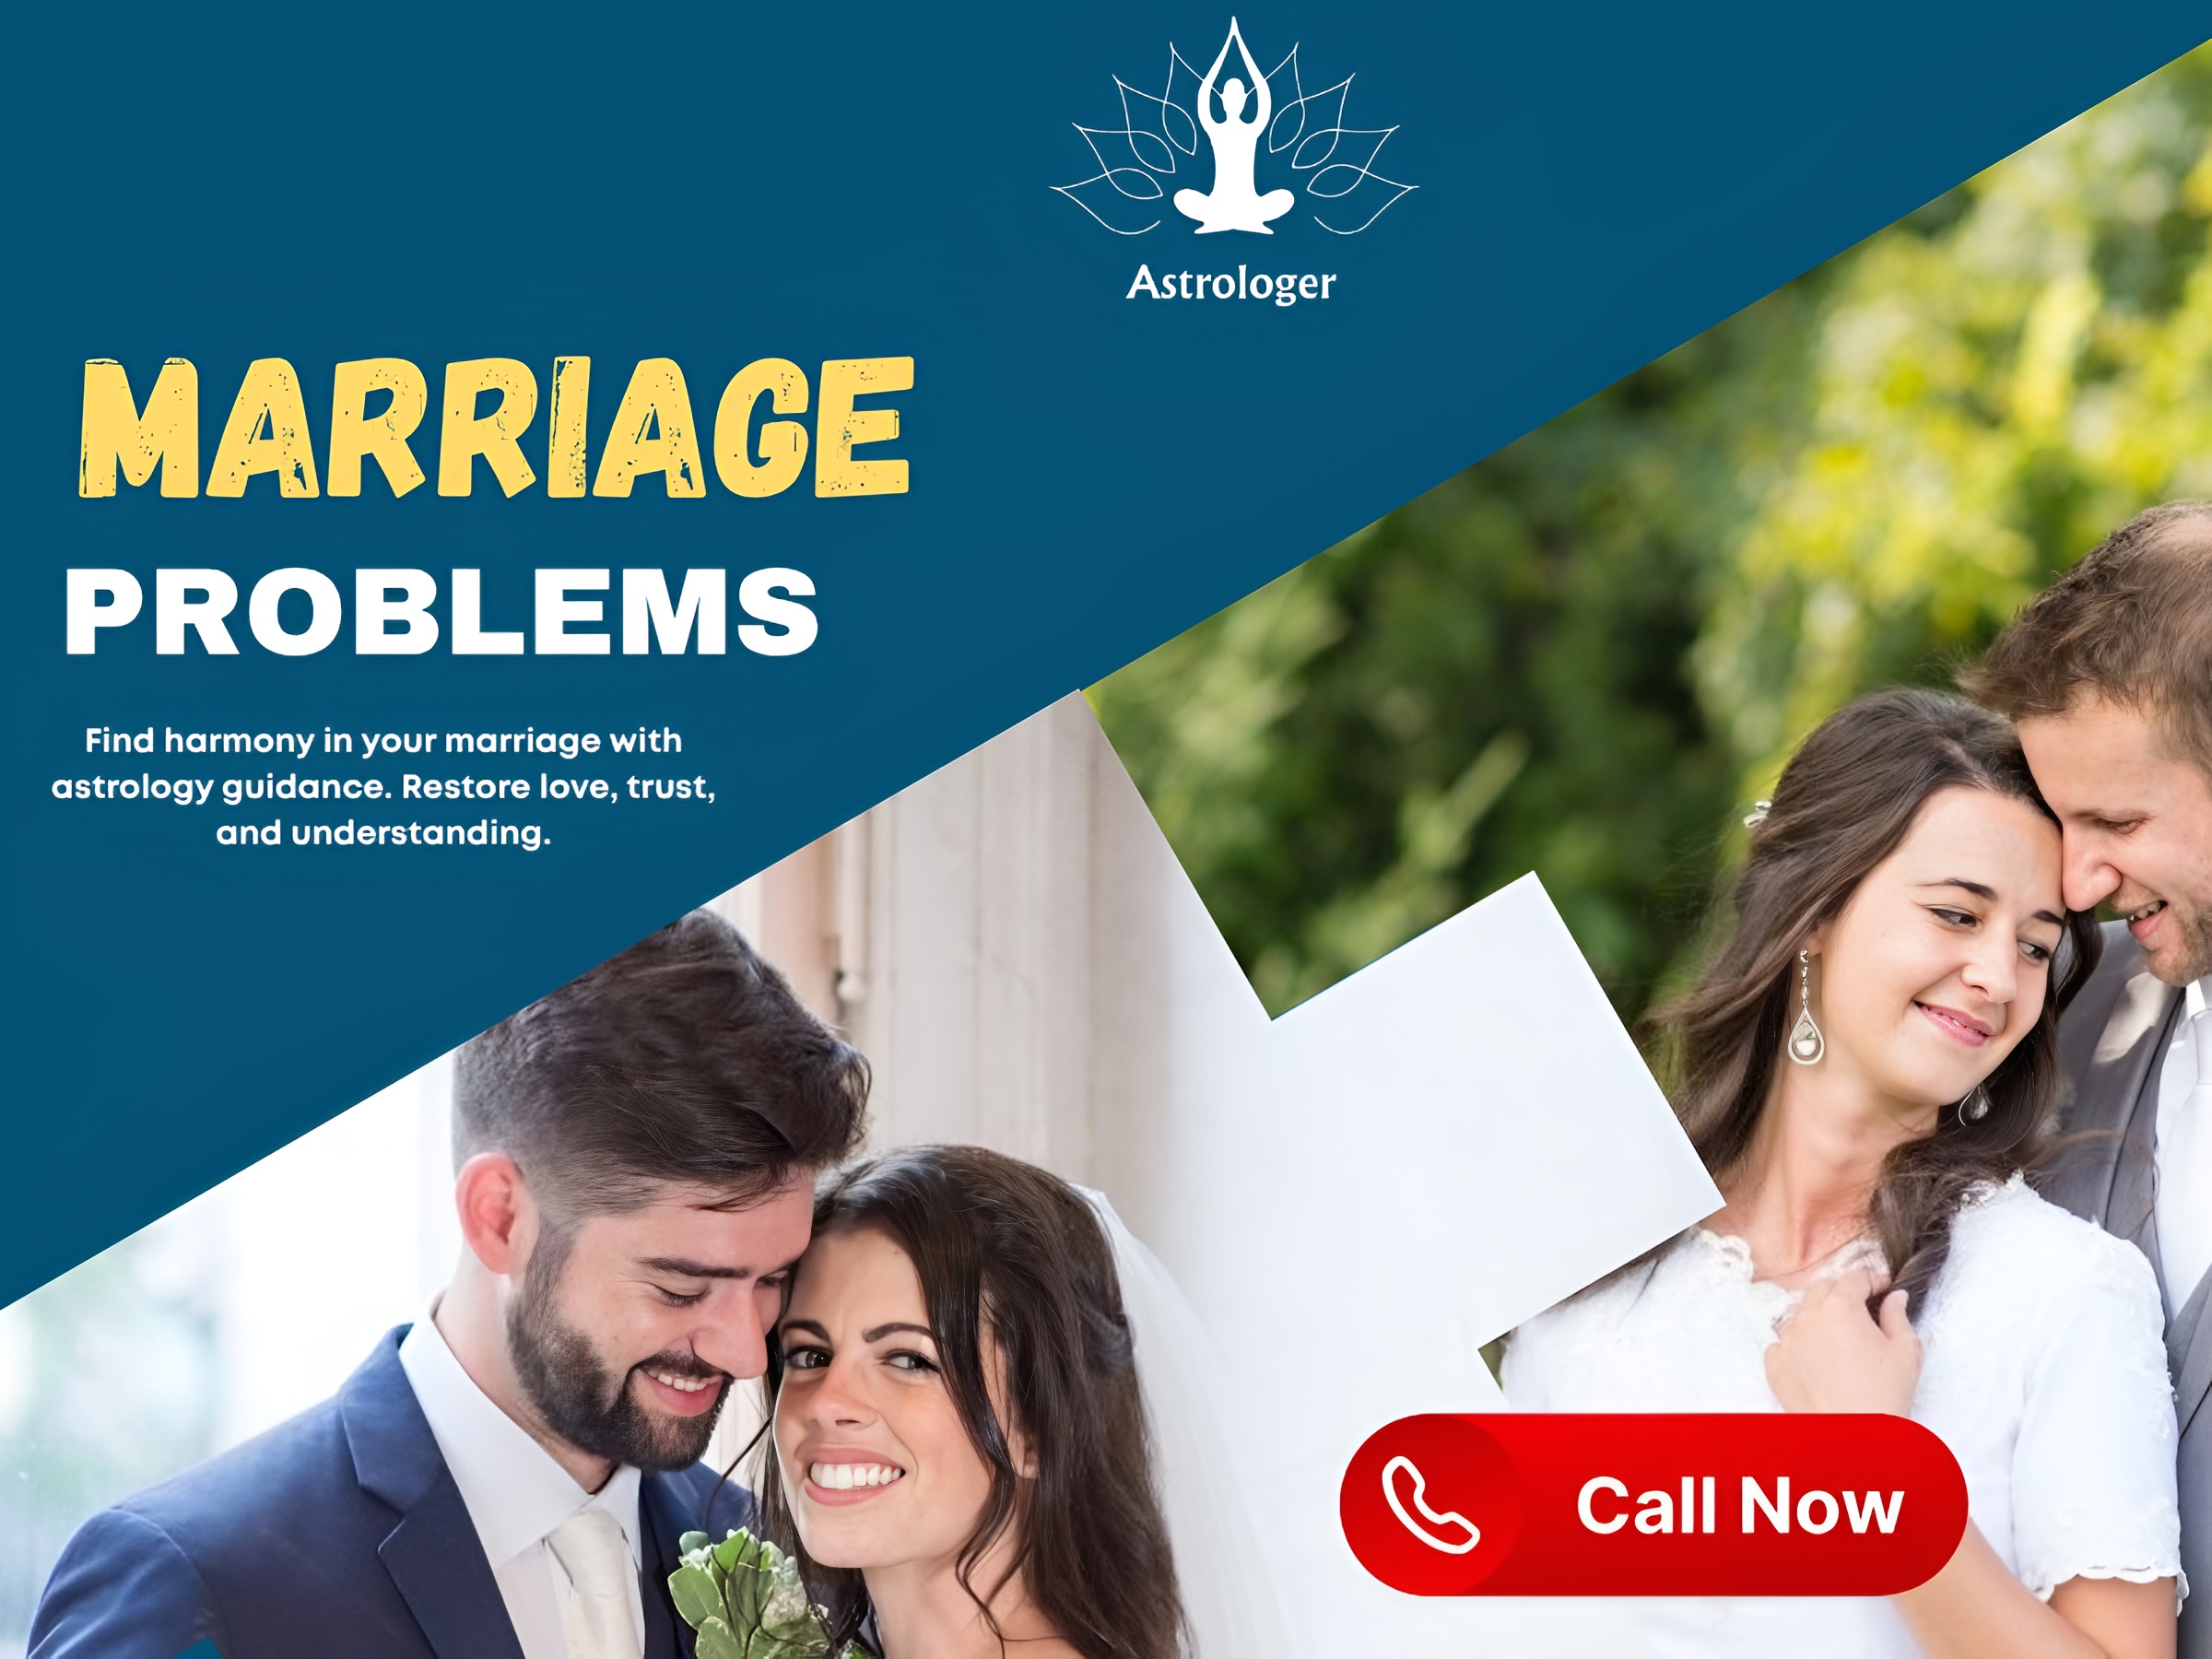 Astrologer
MARRIAGE
PROBLEMS
Find harmony in your marriage with
astrology guidance. Restore love, trust,
and understanding.
Call Now